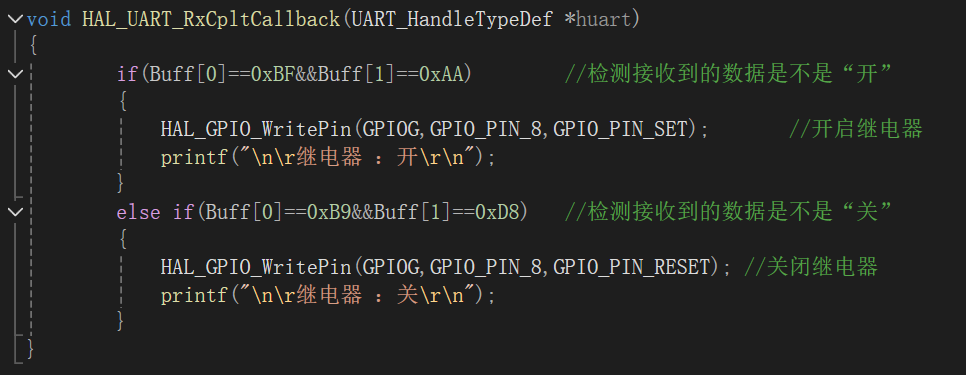 void HAL_UART_RxCpltCallback(UART_HandleTypeDef *huart)
{
if(Buff[0]==0xBF&&Buff[1]==0xAA) //检测接收到的数据是不是“开”
{
HAL_GPIO_WritePin(GPIOG,GPIO_PIN_8,GPIO_PIN_SET); //开启继电器
printf("\n\r继电器 ：开\r\n");
}
else if(Buff[0]==0xB9&&Buff[1]==0xD8) //检测接收到的数据是不是“关”
{
HAL_GPIO_WritePin(GPIOG,GPIO_PIN_8,GPIO_PIN_RESET); //关闭继电器
printf("\n\r继电器 ：关\r\n");
}
}